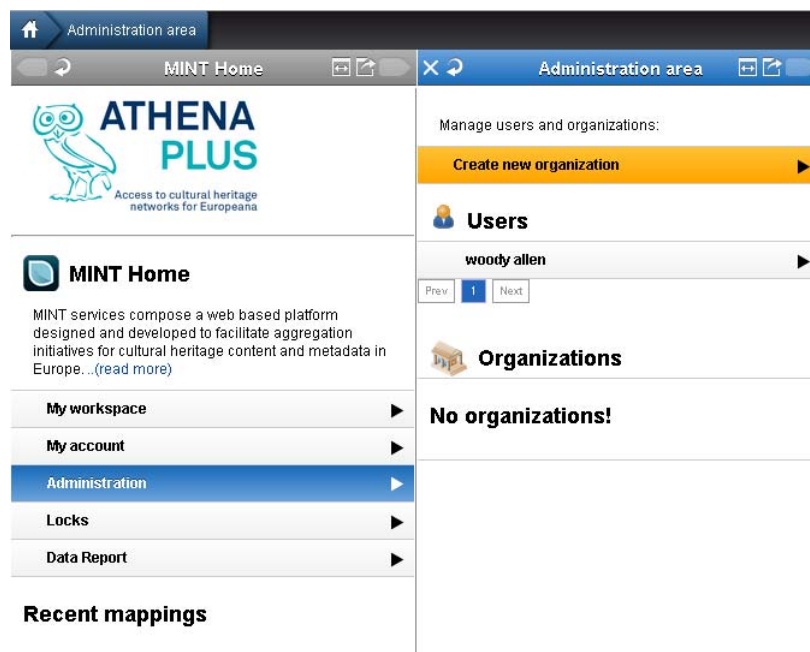 Administration area
MINT Home
ATHENA
PLUS
Access to cultural heritage
networks for Europeana
MINT Home
MINT services compose a web based platform
designed and developed to facilitate aggregation
initiatives for cultural heritage content and metadata in
Europe...(read more)
My workspace
My account
Administration
Locks
Data Report
Recent mappings
Administration area
Manage users and organizations:
Create new organization
Users
woody allen
Prev 1 Next
Organizations
No organizations!